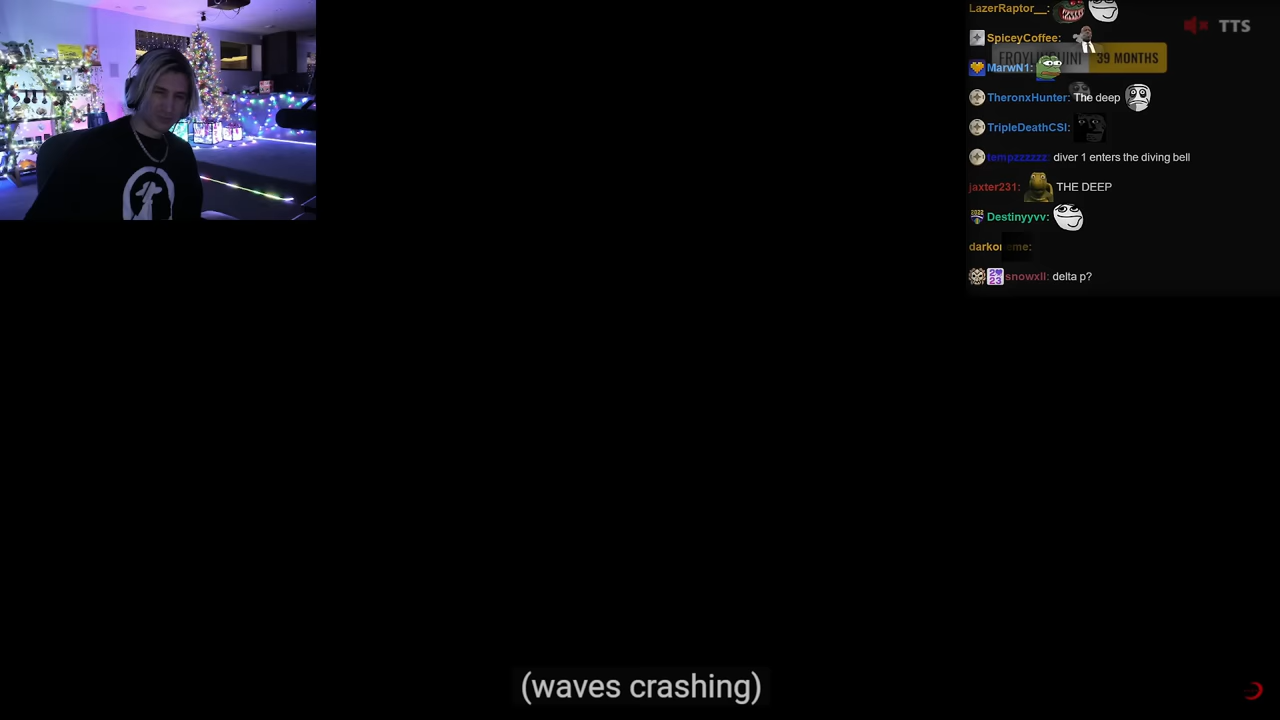 LazerRaptor__:
TTS
SpiceyCoffee:
39 MONTHS
MarwN1:
TheronxHunter: The deep
TripleDeathCSI:
tempzzzzzz: diver 1 enters the diving bell
jaxter231: THE DEEP
Destinyyvv:
snowxll: delta p?
(waves crashing)